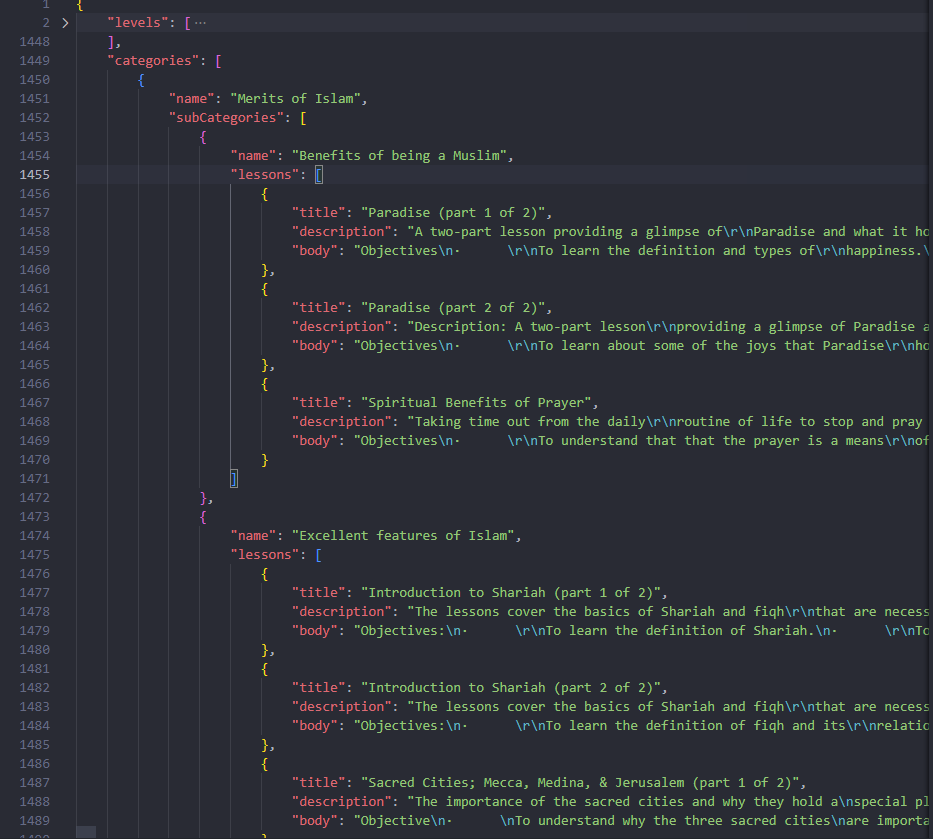 1 {
2 > "levels": [ ···
1448 ],
1449 "categories": [
1450 {
1451 "name": "Merits of Islam",
1452 "subCategories": [
1453 {
1454 "name": "Benefits of being a Muslim",
1455 "lessons": [
1456 {
1457 "title": "Paradise (part 1 of 2)",
1458 "description": "A two-part lesson providing a glimpse of\r\nParadise and what it ho
1459 "body": "Objectives\n· \r\nTo learn the definition and types of\r\nhappiness.\
1460 },
1461 {
1462 "title": "Paradise (part 2 of 2)",
1463 "description": "Description: A two-part lesson\r\nproviding a glimpse of Paradise a
1464 "body": "Objectives\n· \r\nTo learn about some of the joys that Paradise\r\nho
1465 },
1466 {
1467 "title": "Spiritual Benefits of Prayer",
1468 "description": "Taking time out from the daily\r\nroutine of life to stop and pray
1469 "body": "Objectives\n· \r\nTo understand that that the prayer is a means\r\nof
1470 }
1471 ]
1472 },
1473 {
1474 "name": "Excellent features of Islam",
1475 "lessons": [
1476 {
1477 "title": "Introduction to Shariah (part 1 of 2)",
1478 "description": "The lessons cover the basics of Shariah and fiqh\r\nthat are necess
1479 "body": "Objectives:\n· \r\nTo learn the definition of Shariah.\n· \r\nTo
1480 },
1481 {
1482 "title": "Introduction to Shariah (part 2 of 2)",
1483 "description": "The lessons cover the basics of Shariah and fiqh\r\nthat are necess
1484 "body": "Objectives:\n· \r\nTo learn the definition of fiqh and its\r\nrelatio
1485 },
1486 {
1487 "title": "Sacred Cities; Mecca, Medina, & Jerusalem (part 1 of 2)",
1488 "description": "The importance of the sacred cities and why they hold a\nspecial pl
1489 "body": "Objective\n· \nTo understand why the three sacred cities\nare importa